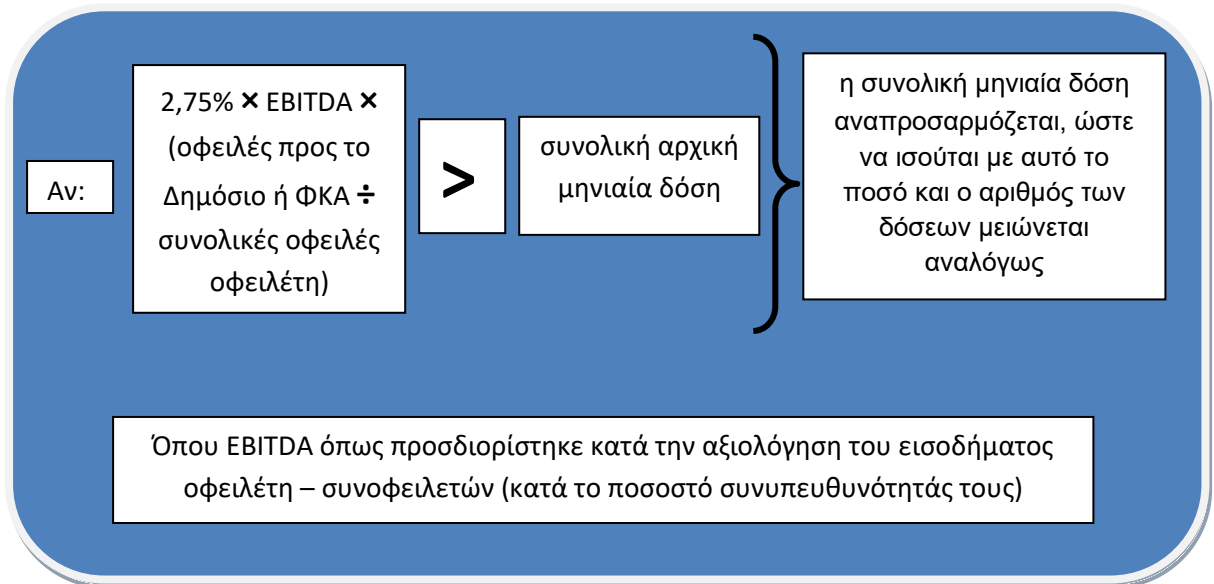 Αν:
2,75% × EBITDA ×
(οφειλές προς το
Δημόσιο ή ΦΚΑ ÷
συνολικές οφειλές
οφειλέτη)
>
συνολική αρχική
μηνιαία δόση
η συνολική μηνιαία δόση
αναπροσαρμόζεται, ώστε
να ισούται με αυτό το
ποσό και ο αριθμός των
δόσεων μειώνεται
αναλόγως
Όπου EBITDA όπως προσδιορίστηκε κατά την αξιολόγηση του εισοδήματος
οφειλέτη – συνοφειλετών (κατά το ποσοστό συνυπευθυνότητάς τους)